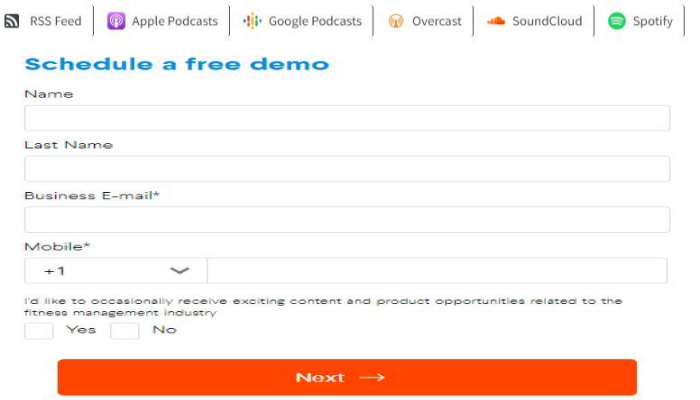 RSS Feed Apple Podcasts Google Podcasts Overcast SoundCloud Spotify
Schedule a free demo
Name
Last Name
Business E-mail*
Mobile*
+1
I'd like to occasionally receive exciting content and product opportunities related to the
fitness management industry
Yes No
Next →